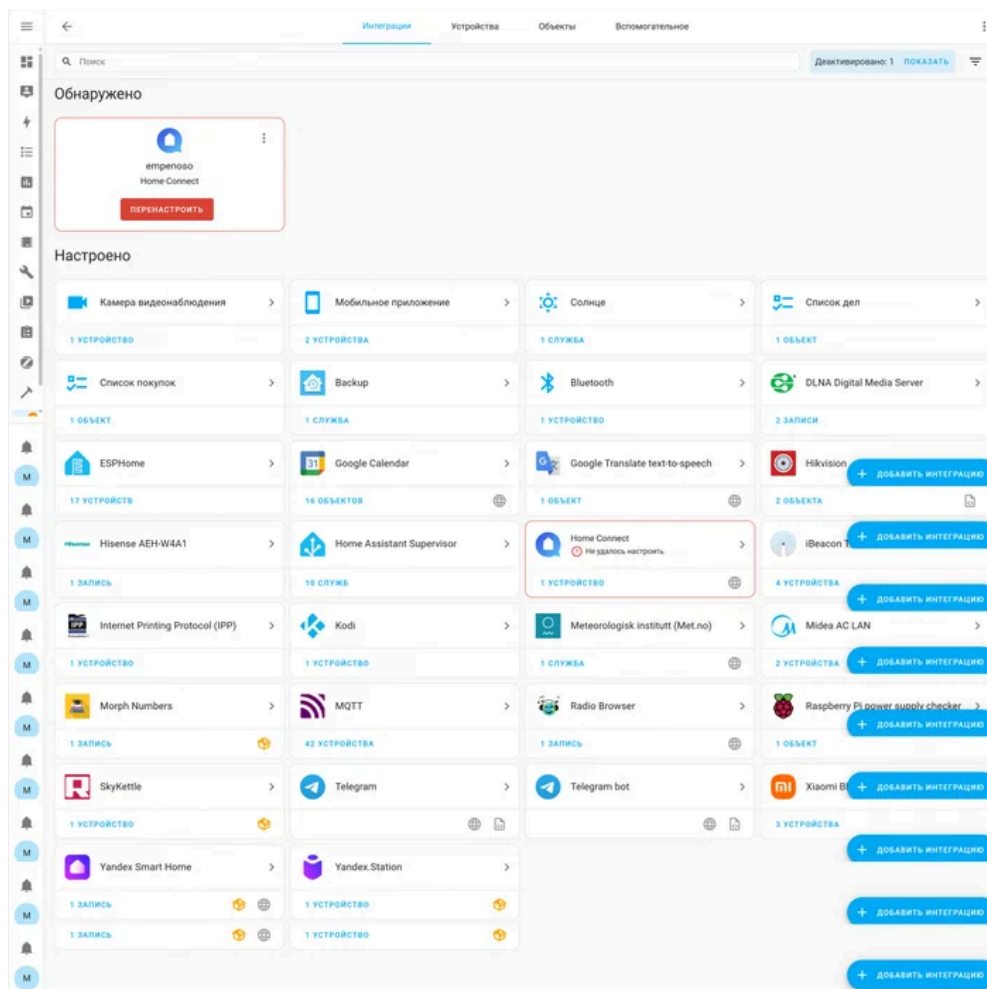 Интеграции Устройства Объекты Вспомогательное
Поиск
Деактивировано: 1 ПОКАЗАТЬ
Обнаружено
empenoso
Home Connect
ПЕРЕНАСТРОИТЬ
Настроено
Камера видеонаблюдения
1 УСТРОЙСТВО
Мобильное приложение
2 УСТРОЙСТВА
Солнце
1 СЛУЖБА
Список дел
1 ОБЪЕКТ
Список покупок
1 ОБЪЕКТ
Backup
1 СЛУЖБА
Bluetooth
1 УСТРОЙСТВО
DLNA Digital Media Server
2 ЗАПИСИ
ESPHome
17 УСТРОЙСТВ
31
Google Calendar
16 ОБЪЕКТОВ
Google Translate text-to-speech
1 ОБЪЕКТ
Hikvision
2 ОБЪЕКТА
ДОБАВИТЬ ИНТЕГРАЦИЮ
M
Hisense
Hisense AEH-W4A1
1 ЗАПИСЬ
Home Assistant Supervisor
10 СЛУЖБ
Home Connect
Не удалось настроить
1 УСТРОЙСТВО
iBeacon T
4 УСТРОЙСТВА
ДОБАВИТЬ ИНТЕГРАЦИЮ
M
ДОБАВИТЬ ИНТЕГРАЦИЮ
M
IPP
Internet Printing Protocol (IPP)
1 УСТРОЙСТВО
Kodi
1 УСТРОЙСТВО
Meteorologisk institutt (Met.no)
1 СЛУЖБА
Midea AC LAN
2 УСТРОЙСТВА
ДОБАВИТЬ ИНТЕГРАЦИЮ
M
Morph Numbers
1 ЗАПИСЬ
MQTT
42 УСТРОЙСТВА
Radio Browser
1 ЗАПИСЬ
Raspberry Pi power supply checker
1 ОБЪЕКТ
ДОБАВИТЬ ИНТЕГРАЦИЮ
M
SkyKettle
1 УСТРОЙСТВО
Telegram
Telegram bot
Xiaomi B
3 УСТРОЙСТВА
ДОБАВИТЬ ИНТЕГРАЦИЮ
M
ДОБАВИТЬ ИНТЕГРАЦИЮ
M
Yandex Smart Home
1 ЗАПИСЬ
1 ЗАПИСЬ
Yandex.Station
1 УСТРОЙСТВО
1 УСТРОЙСТВО
ДОБАВИТЬ ИНТЕГРАЦИЮ
M
ДОБАВИТЬ ИНТЕГРАЦИЮ
M